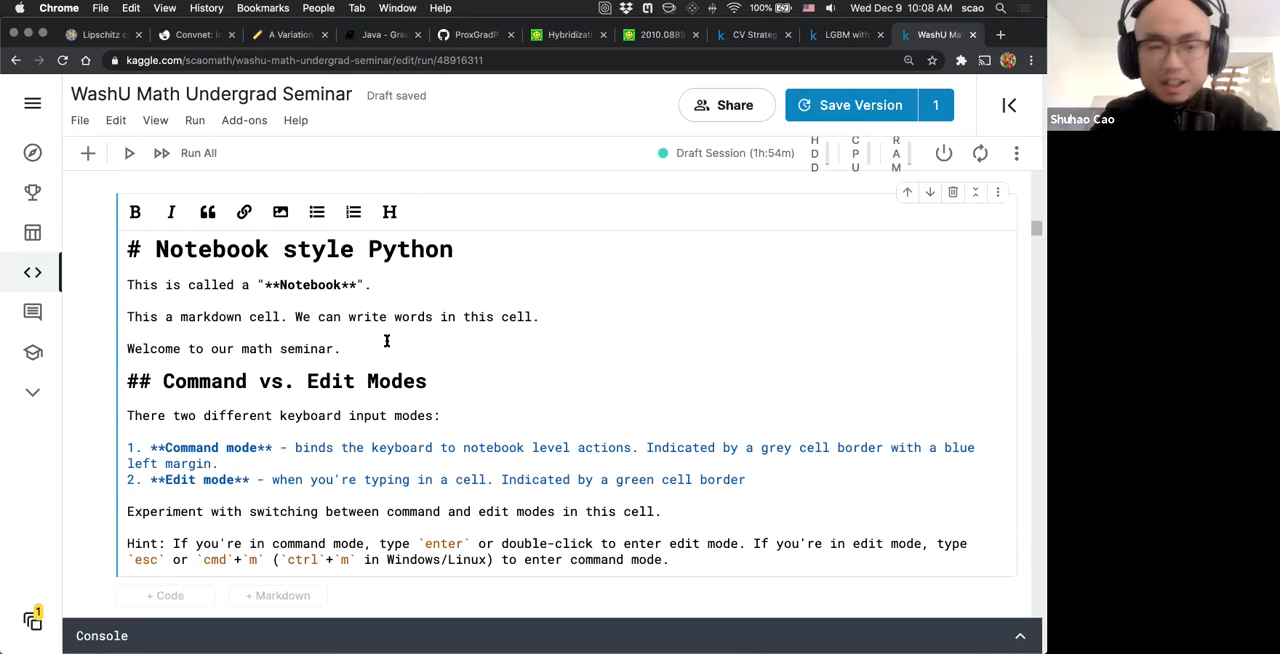 Chrome File Edit View History Bookmarks People Tab Window Help 100% Wed Dec 9 10:08 AM scao
Lipschitz c Convnet: In A Variation Java - Gra ProxGradP Hybridizati 2010.0889 CV Strateg LGBM with WashU Ma
kaggle.com/scaomath/washu-math-undergrad-seminar/edit/run/48916311
WashU Math Undergrad Seminar Draft saved
Share Save Version 1
File Edit View Run Add-ons Help
Run All Draft Session (1h:54m) HDD CPU RAM
B I H
# Notebook style Python
This is called a "**Notebook**".
This a markdown cell. We can write words in this cell.
Welcome to our math seminar.
## Command vs. Edit Modes
There two different keyboard input modes:
1. **Command mode** - binds the keyboard to notebook level actions. Indicated by a grey cell border with a blue
left margin.
2. **Edit mode** - when you're typing in a cell. Indicated by a green cell border
Experiment with switching between command and edit modes in this cell.
Hint: If you're in command mode, type `enter` or double-click to enter edit mode. If you're in edit mode, type
`esc` or `cmd`+`m` (`ctrl`+`m` in Windows/Linux) to enter command mode.
+ Code + Markdown
1
Console
Shuhao Cao